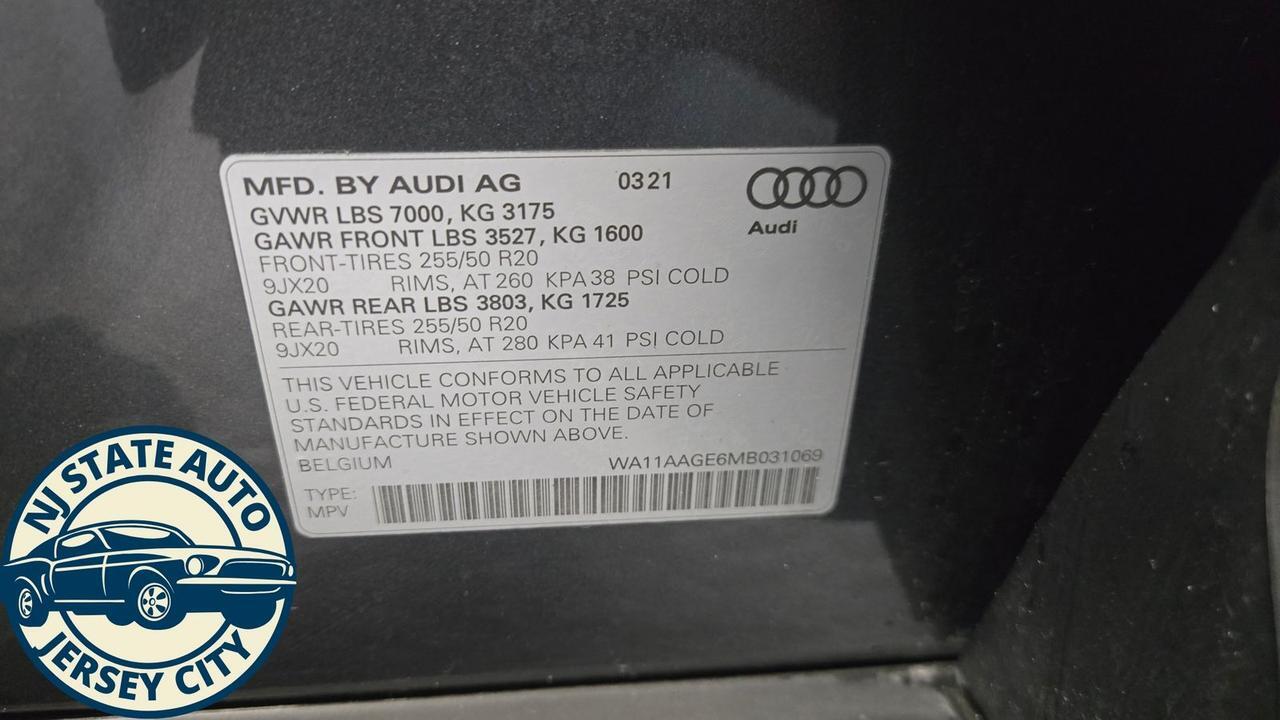 MFD. BY AUDI AG 0321
Audi
GVWR LBS 7000, KG 3175
GAWR FRONT LBS 3527, KG 1600
FRONT-TIRES 255/50 R20
9JX20 RIMS, AT 260 KPA 38 PSI COLD
GAWR REAR LBS 3803, KG 1725
REAR-TIRES 255/50 R20
9JX20 RIMS, AT 280 KPA 41 PSI COLD
THIS VEHICLE CONFORMS TO ALL APPLICABLE
U.S. FEDERAL MOTOR VEHICLE SAFETY
STANDARDS IN EFFECT ON THE DATE OF
MANUFACTURE SHOWN ABOVE.
BELGIUM WA11AAGE6MB031069
TYPE:
MPV
NJ STATE AUTO
JERSEY CITY